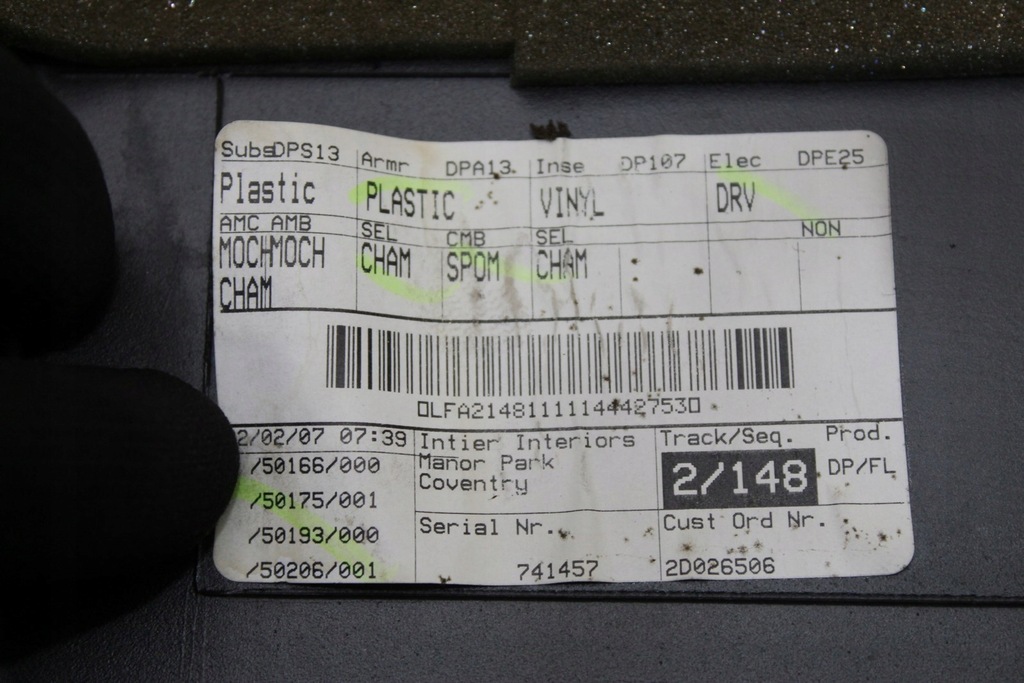 SubsDPS13 Armr DPA13 Inse DP107 Elec DPE25
Plastic PLASTIC VINYL DRV
AMC AMB SEL CMB SEL NON
MOCHMOCH CHAM SPOM CHAM :
CHAM
LFA2148111114442753
2/02/07 07:39 Intier Interiors Track/Seq. Prod.
/50166/000 Manor Park 2/148 DP/FL
/50175/001 Coventry
/50193/000 Serial Nr. Cust Ord Nr.
/50206/001 741457 2D026506